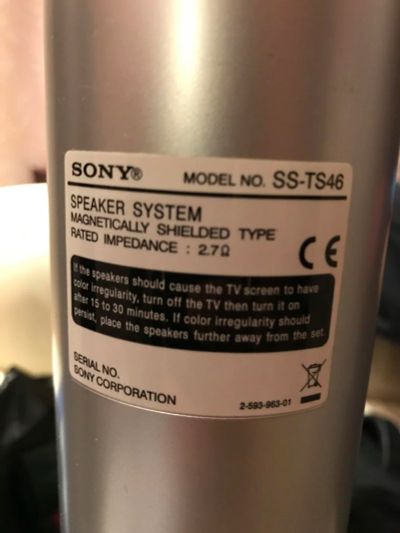 SONY® MODEL NO. SS-TS46
SPEAKER SYSTEM
MAGNETICALLY SHIELDED TYPE
RATED IMPEDANCE : 2.7Ω
CE
If the speakers should cause the TV screen to have
color irregularity, turn off the TV then turn it on
after 15 to 30 minutes. If color irregularity should
persist, place the speakers further away from the set.
SERIAL NO.
SONY CORPORATION
2-593-963-01